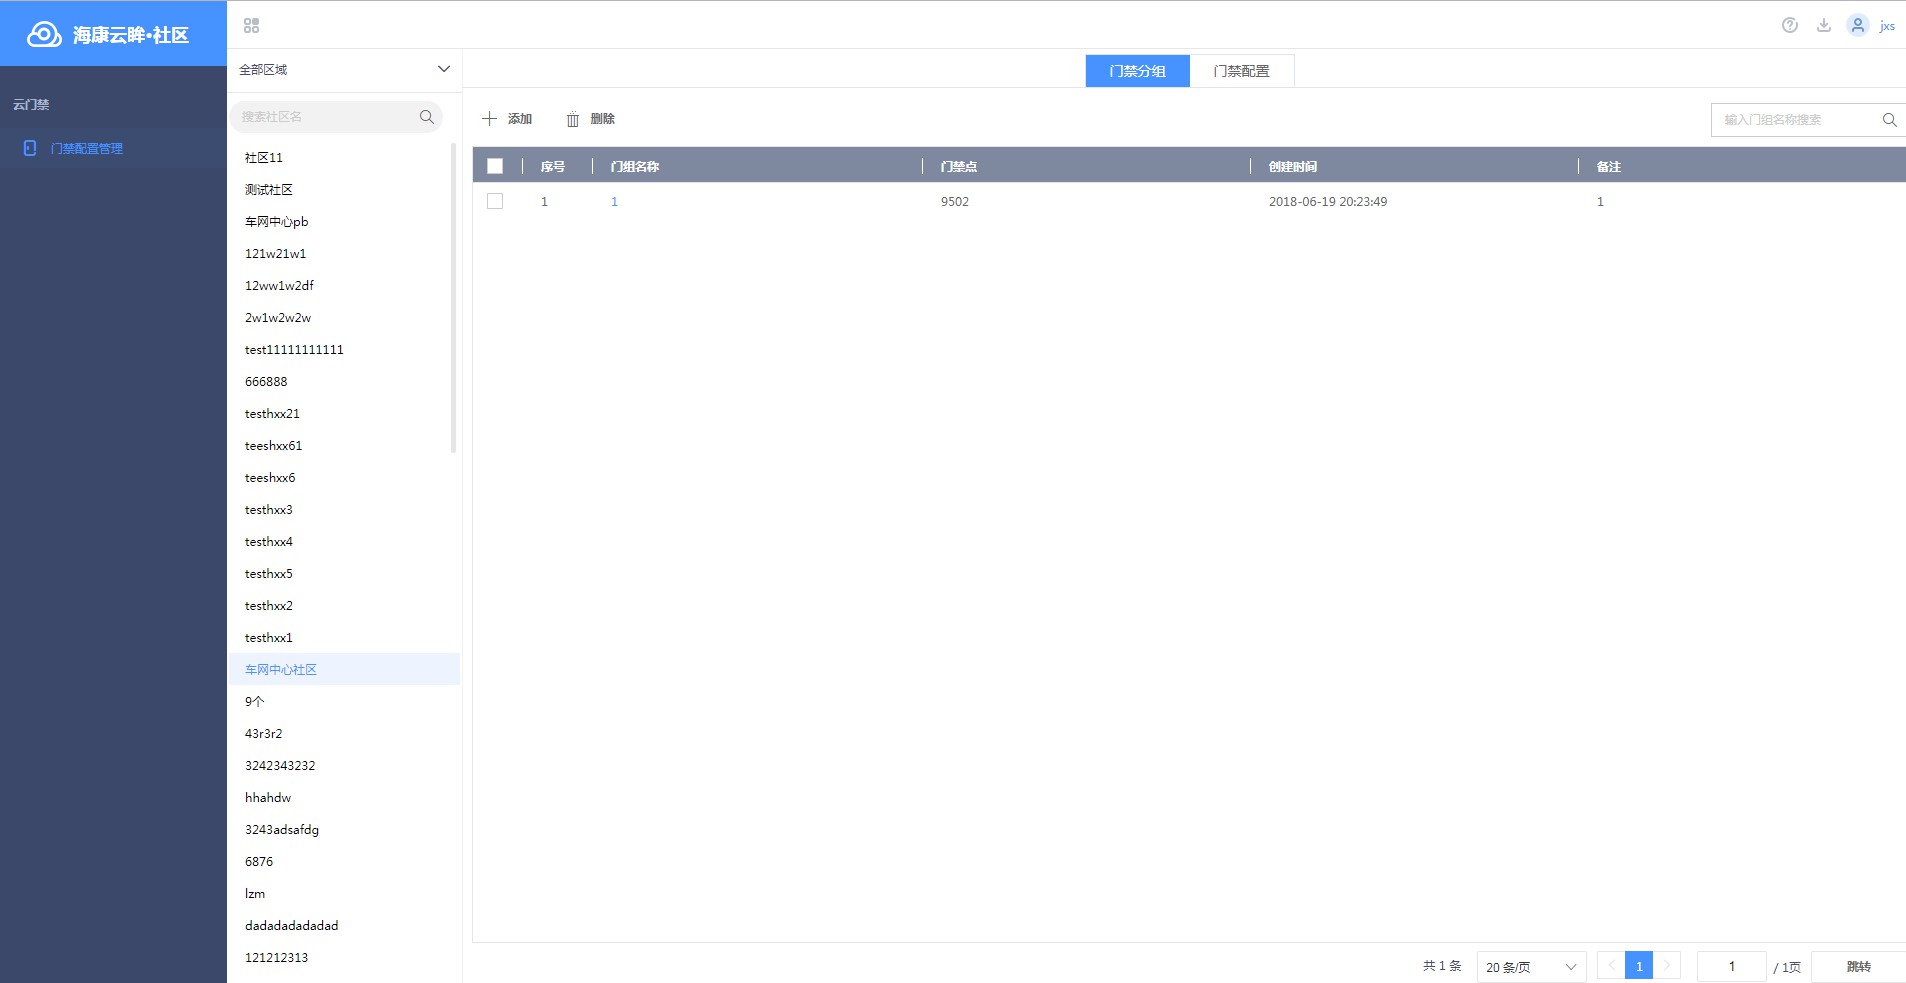 海康云眸·社区
jxs
云门禁
门禁配置管理
全部区域
搜索社区名
社区11
测试社区
车网中心pb
121w21w1
12ww1w2df
2w1w2w2w
test11111111111
666888
testhxx21
teeshxx61
teeshxx6
testhxx3
testhxx4
testhxx5
testhxx2
testhxx1
车网中心社区
9个
43r3r2
3242343232
hhahdw
3243adsafdg
6876
lzm
dadadadadadad
121212313
门禁分组 门禁配置
添加 删除 输入门组名称搜索
序号 门组名称 门禁点 创建时间 备注
1 1 9502 2018-06-19 20:23:49 1
共 1 条 20 条/页 1 1 / 1页 跳转